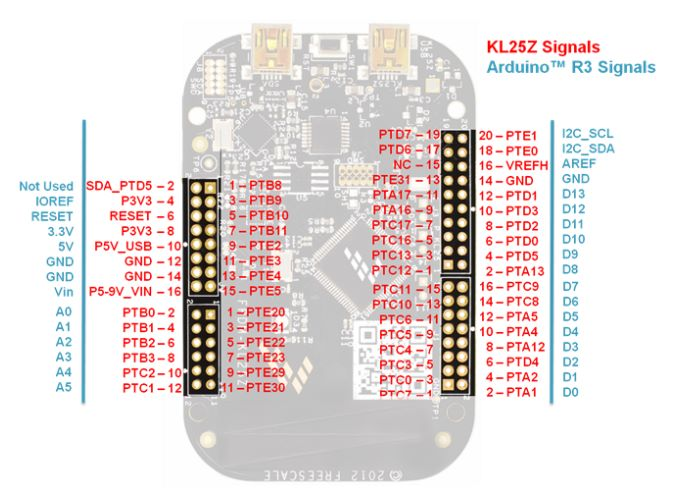 KL25Z Signals
Arduino™ R3 Signals
PTD7 – 19 20 – PTE1 I2C_SCL
PTD6 – 17 18 – PTE0 I2C_SDA
NC – 15 16 – VREFH AREF
PTE31 – 13 14 – GND GND
PTA17 – 11 12 – PTD1 D13
PTA16 – 9 10 – PTD3 D12
PTC17 – 7 8 – PTD2 D11
PTC16 – 5 6 – PTD0 D10
PTC13 – 3 4 – PTD5 D9
PTC12 – 1 2 – PTA13 D8
PTC11 – 15 16 – PTC9 D7
PTC10 – 13 14 – PTC8 D6
PTC6 – 11 12 – PTA5 D5
PTC5 – 9 10 – PTA4 D4
PTC4 – 7 8 – PTA12 D3
PTC3 – 5 6 – PTD4 D2
PTC0 – 3 4 – PTA2 D1
PTC7 – 1 2 – PTA1 D0
Not Used SDA_PTD5 – 2 1 – PTB8
IOREF P3V3 – 4 3 – PTB9
RESET RESET – 6 5 – PTB10
3.3V P3V3 – 8 7 – PTB11
5V P5V_USB – 10 9 – PTE2
GND GND – 12 11 – PTE3
GND GND – 14 13 – PTE4
Vin P5-9V_VIN – 16 15 – PTE5
A0 PTB0 – 2 1 – PTE20
A1 PTB1 – 4 3 – PTE21
A2 PTB2 – 6 5 – PTE22
A3 PTB3 – 8 7 – PTE23
A4 PTC2 – 10 9 – PTE29
A5 PTC1 – 12 11 – PTE30
© 2012 FREESCALE